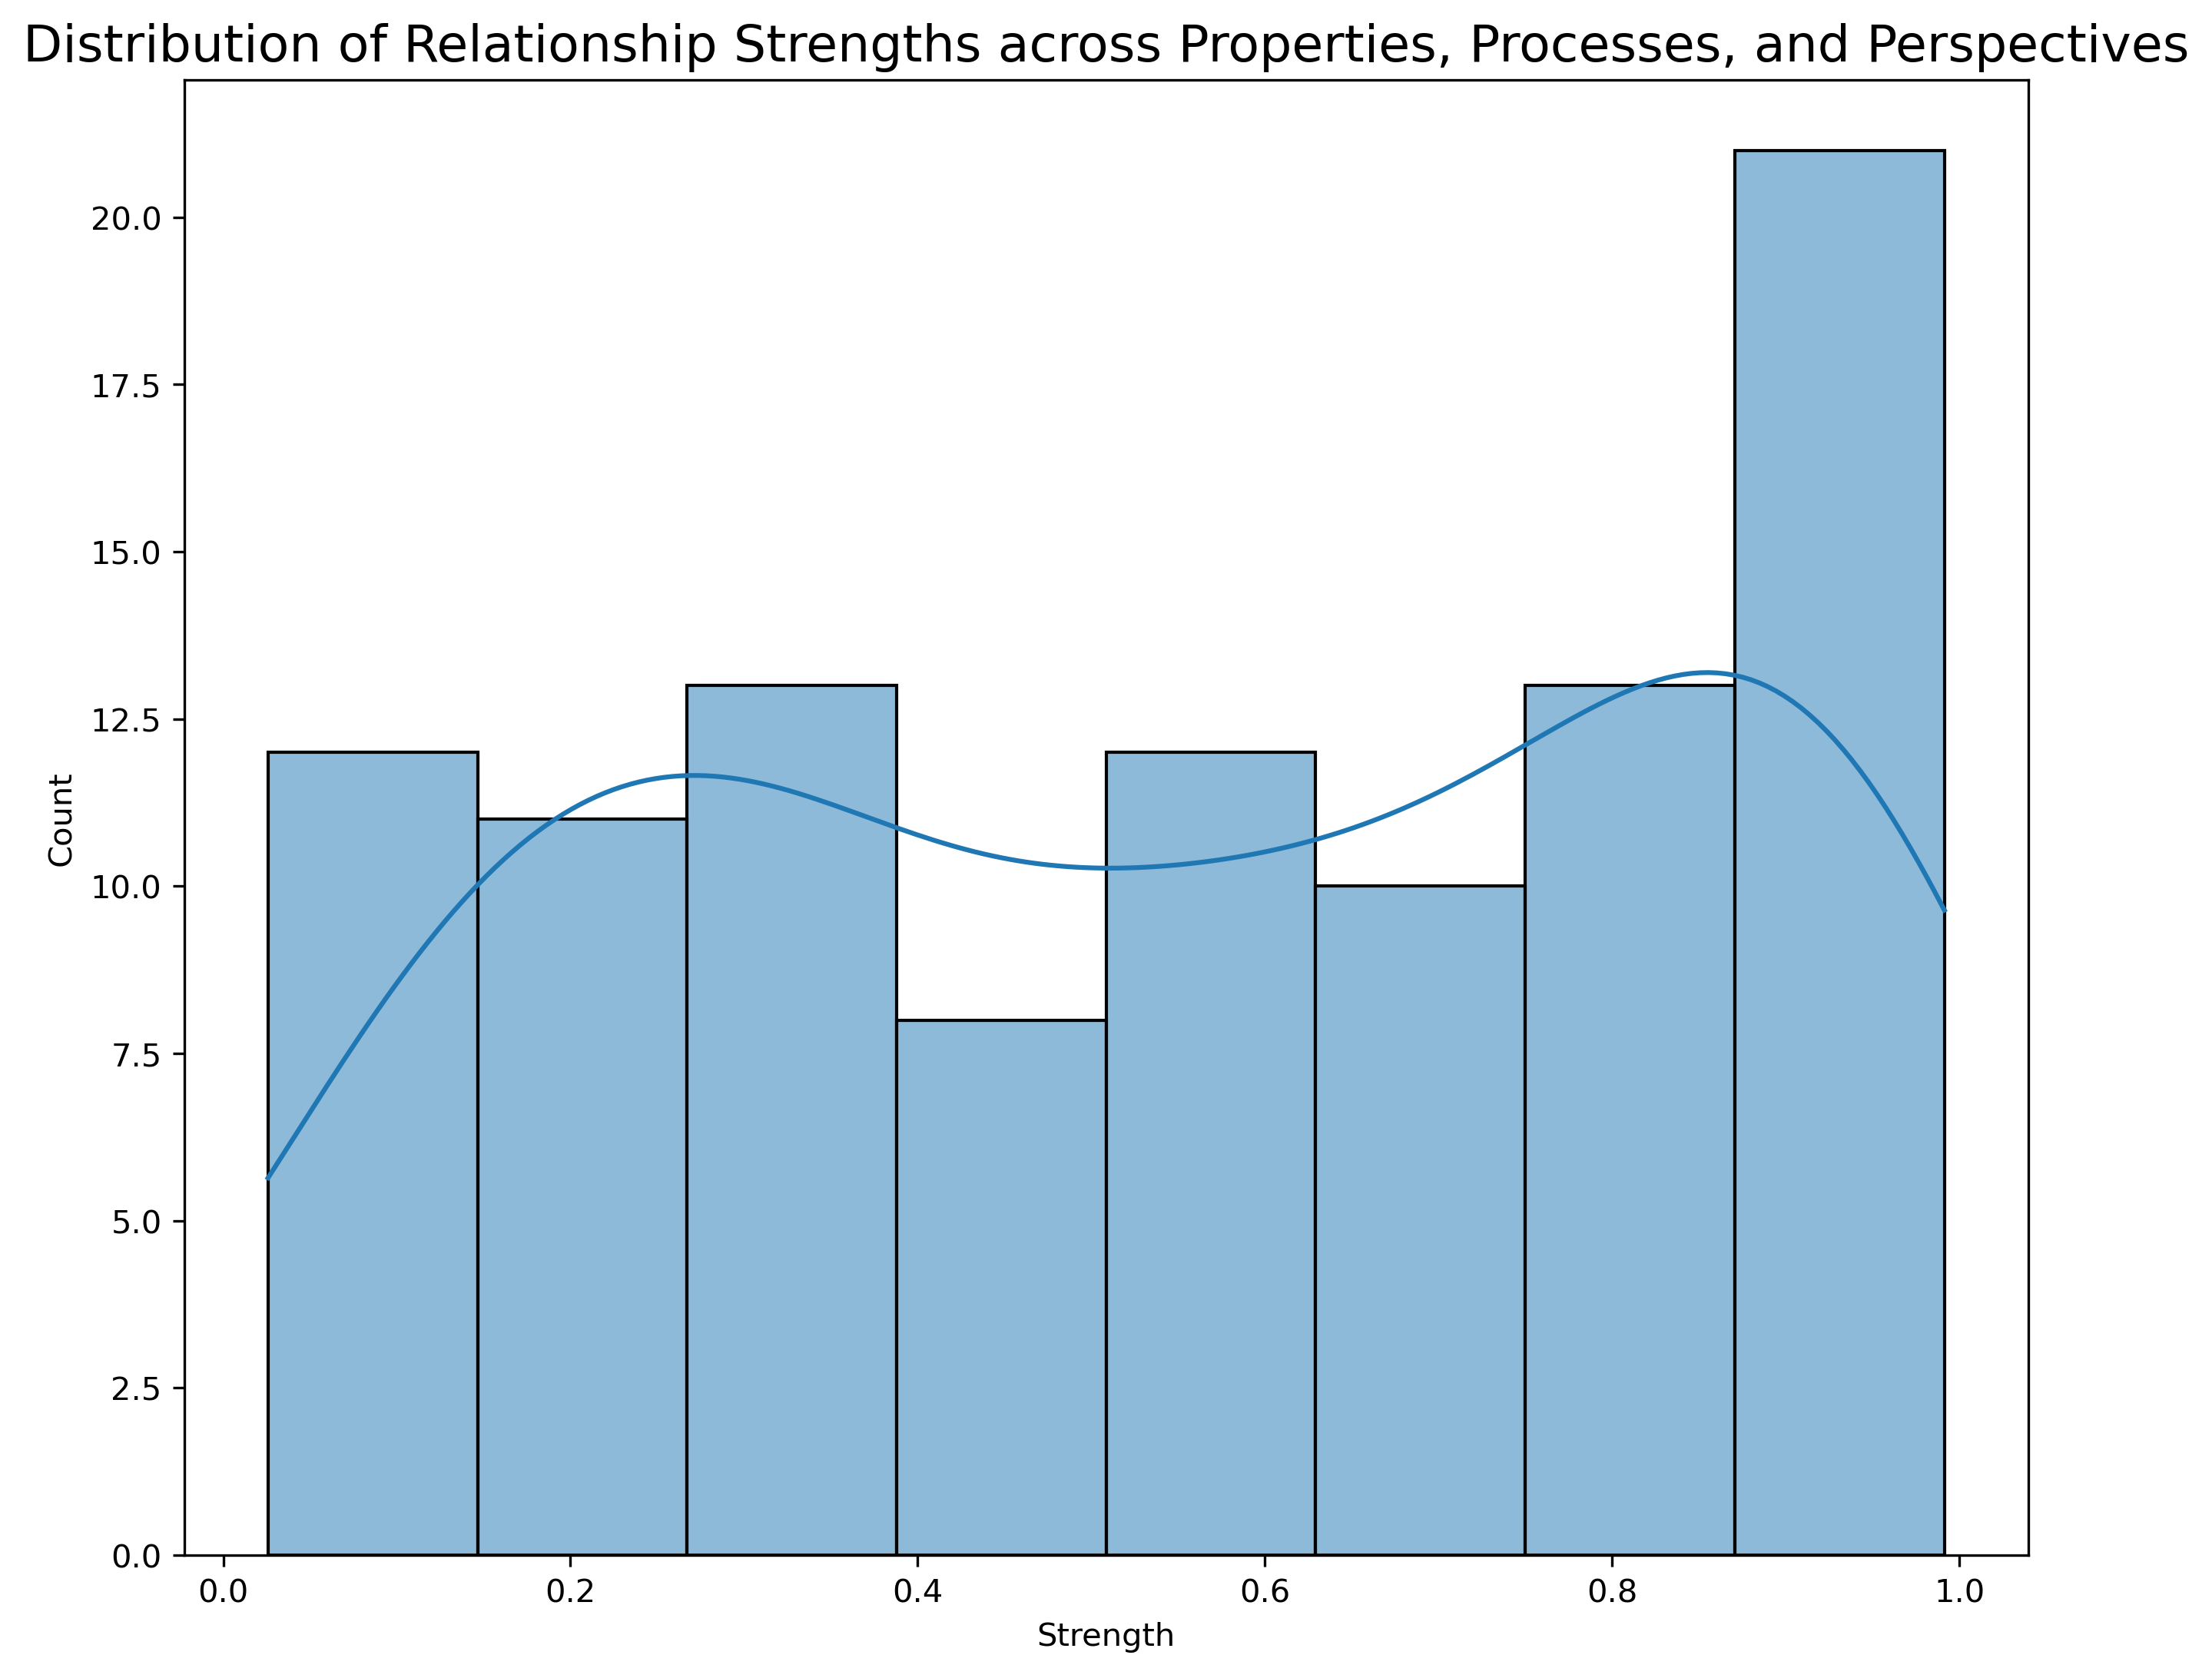 Distribution of Relationship Strengths across Properties, Processes, and Perspectives
Count
20.0
17.5
15.0
12.5
10.0
7.5
5.0
2.5
0.0
0.0 0.2 0.4 0.6 0.8 1.0
Strength